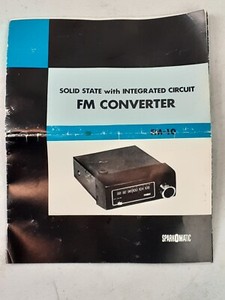 SOLID STATE with INTEGRATED CIRCUIT
FM CONVERTER
SPARKOMATIC